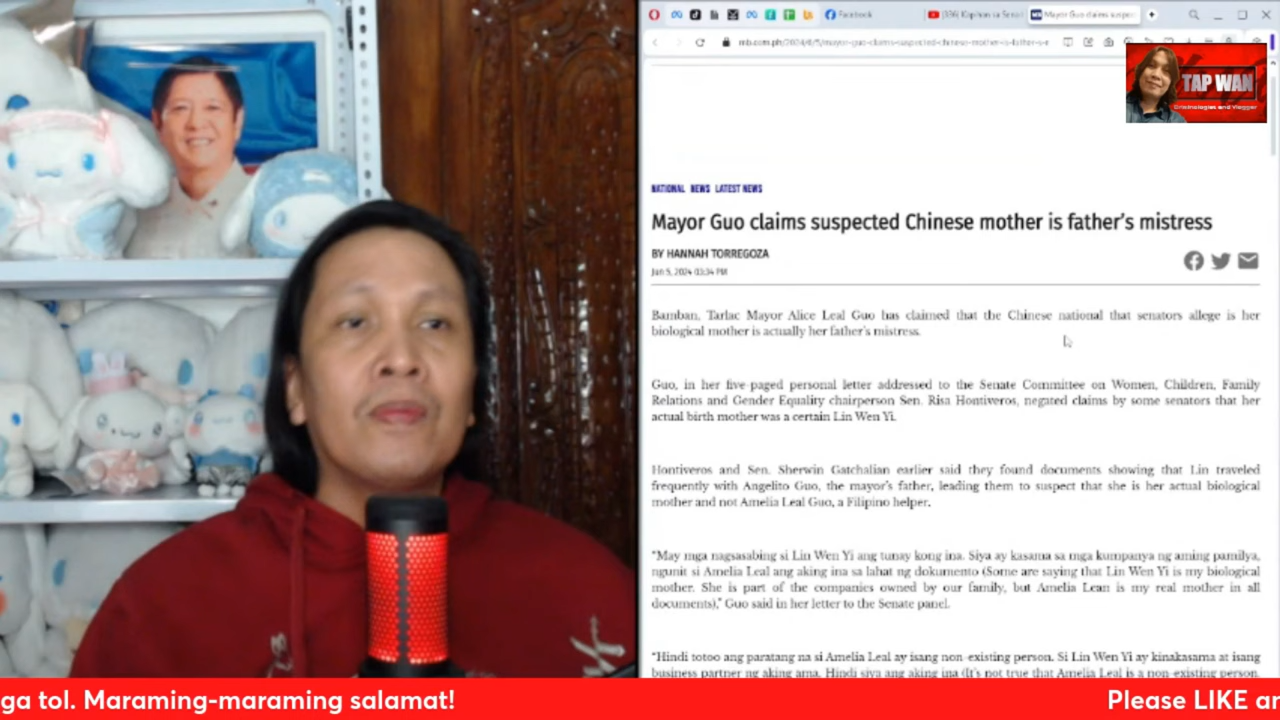 Facebook
Mayor Guo claims suspec
TAP WAN
Criminologist and Vlogger
NATIONAL NEWS LATEST NEWS
Mayor Guo claims suspected Chinese mother is father's mistress
BY HANNAH TORREGOZA
Jun 5, 2024 03:34 PM
Bamban, Tarlac Mayor Alice Leal Guo has claimed that the Chinese national that senators allege is her
biological mother is actually her father's mistress.
Guo, in her five-paged personal letter addressed to the Senate Committee on Women, Children, Family
Relations and Gender Equality chairperson Sen. Risa Hontiveros, negated claims by some senators that her
actual birth mother was a certain Lin Wen Yi.
Hontiveros and Sen. Sherwin Gatchalian earlier said they found documents showing that Lin traveled
frequently with Angelito Guo, the mayor's father, leading them to suspect that she is her actual biological
mother and not Amelia Leal Guo, a Filipino helper.
"May mga nagsasabing si Lin Wen Yi ang tunay kong ina. Siya ay kasama sa mga kumpanya ng aming pamilya,
ngunit si Amelia Leal ang aking ina sa lahat ng dokumento (Some are saying that Lin Wen Yi is my biological
mother. She is part of the companies owned by our family, but Amelia Lean is my real mother in all
documents)," Guo said in her letter to the Senate panel.
"Hindi totoo ang paratang na si Amelia Leal ay isang non-existing person. Si Lin Wen Yi ay kinakasama at isang
business partner ng aking ama. Hindi siya ang aking ina (It's not true that Amelia Leal is a non-existing person.
ga tol. Maraming-maraming salamat!
Please LIKE an